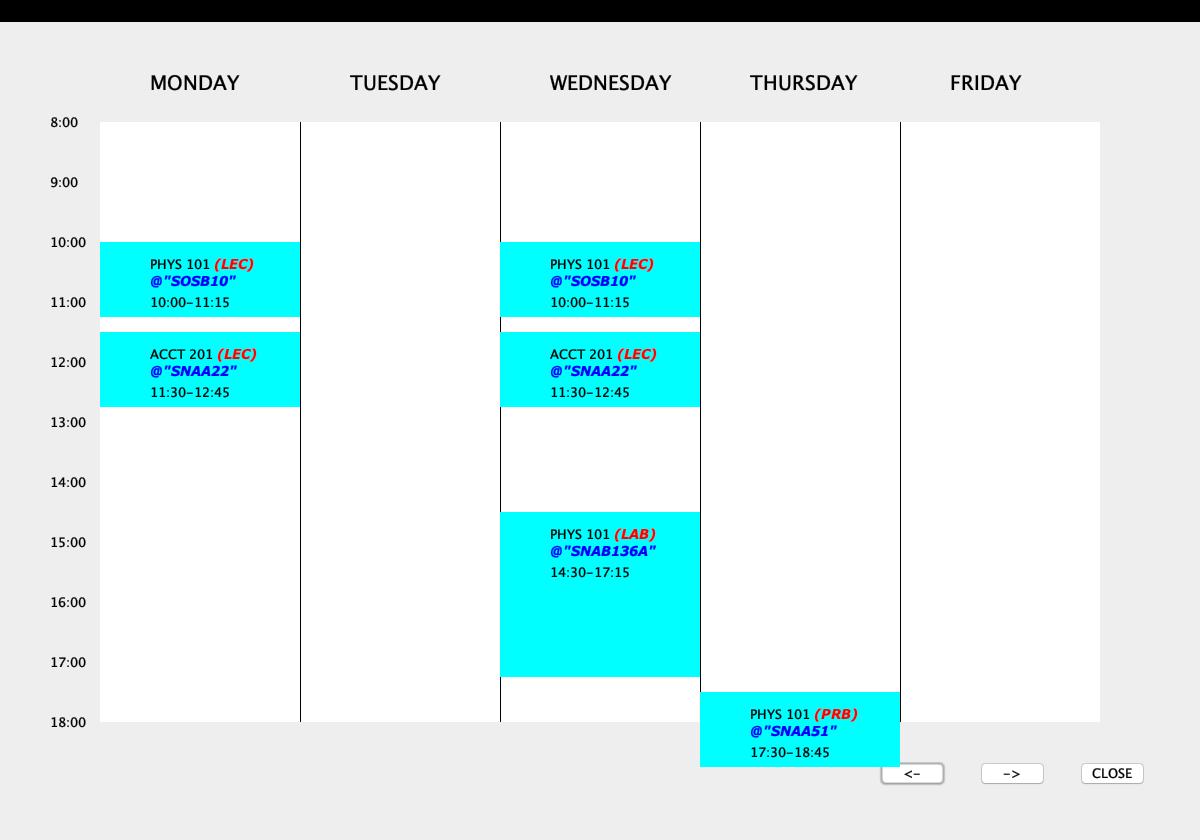 MONDAY TUESDAY WEDNESDAY THURSDAY FRIDAY
8:00
9:00
10:00
PHYS 101 (LEC) PHYS 101 (LEC)
@"SOSB10" @"SOSB10"
11:00 10:00-11:15 10:00-11:15
ACCT 201 (LEC) ACCT 201 (LEC)
12:00 @"SNAA22" @"SNAA22"
11:30-12:45 11:30-12:45
13:00
14:00
PHYS 101 (LAB)
15:00 @"SNAB136A"
14:30-17:15
16:00
17:00
PHYS 101 (PRB)
18:00 @"SNAA51"
17:30-18:45
<- -> CLOSE